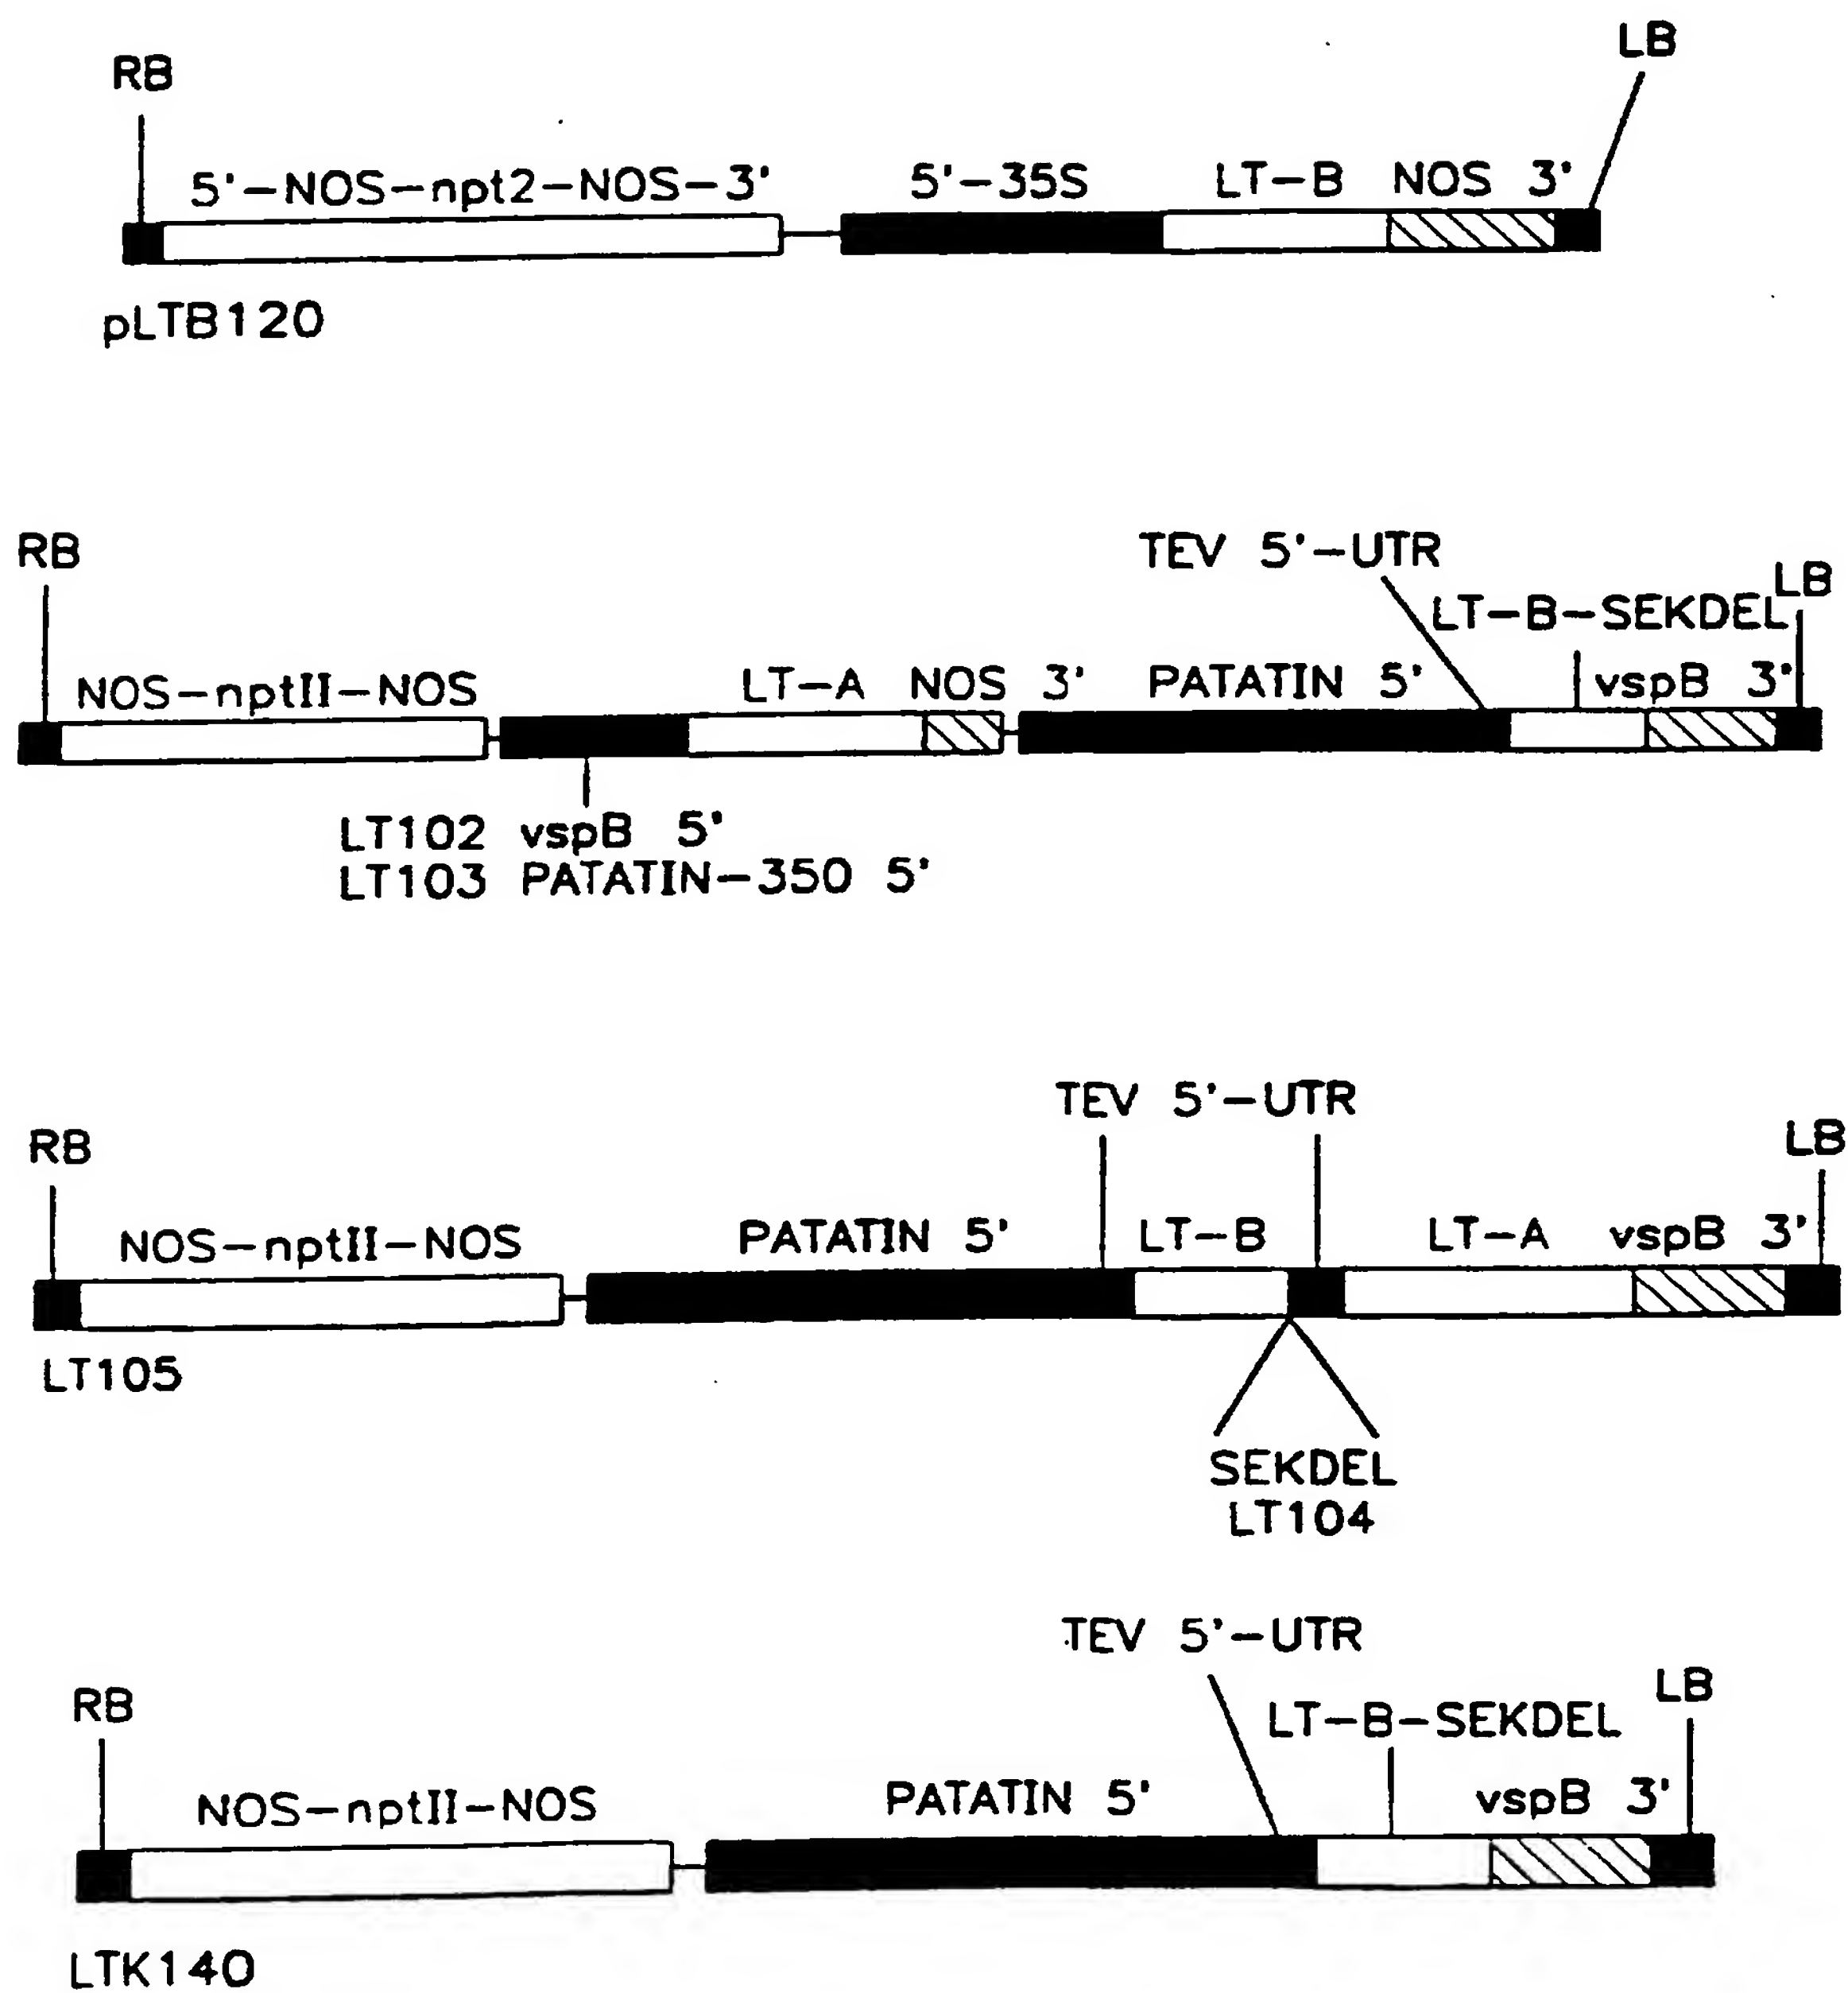 RB
LB
5'-NOS-npt2-NOS-3' 5'-35S LT-B NOS 3'
pLTB120
RB
TEV 5'-UTR
LB
LT-B-SEKDEL
NOS-nptII-NOS LT-A NOS 3' PATATIN 5' vspB 3'
LT102 vspB 5'
LT103 PATATIN-350 5'
TEV 5'-UTR
RB
LB
NOS-nptII-NOS PATATIN 5' LT-B LT-A vspB 3'
LT105
SEKDEL
LT104
TEV 5'-UTR
RB
LB
LT-B-SEKDEL
NOS-nptII-NOS PATATIN 5' vspB 3'
LTK140